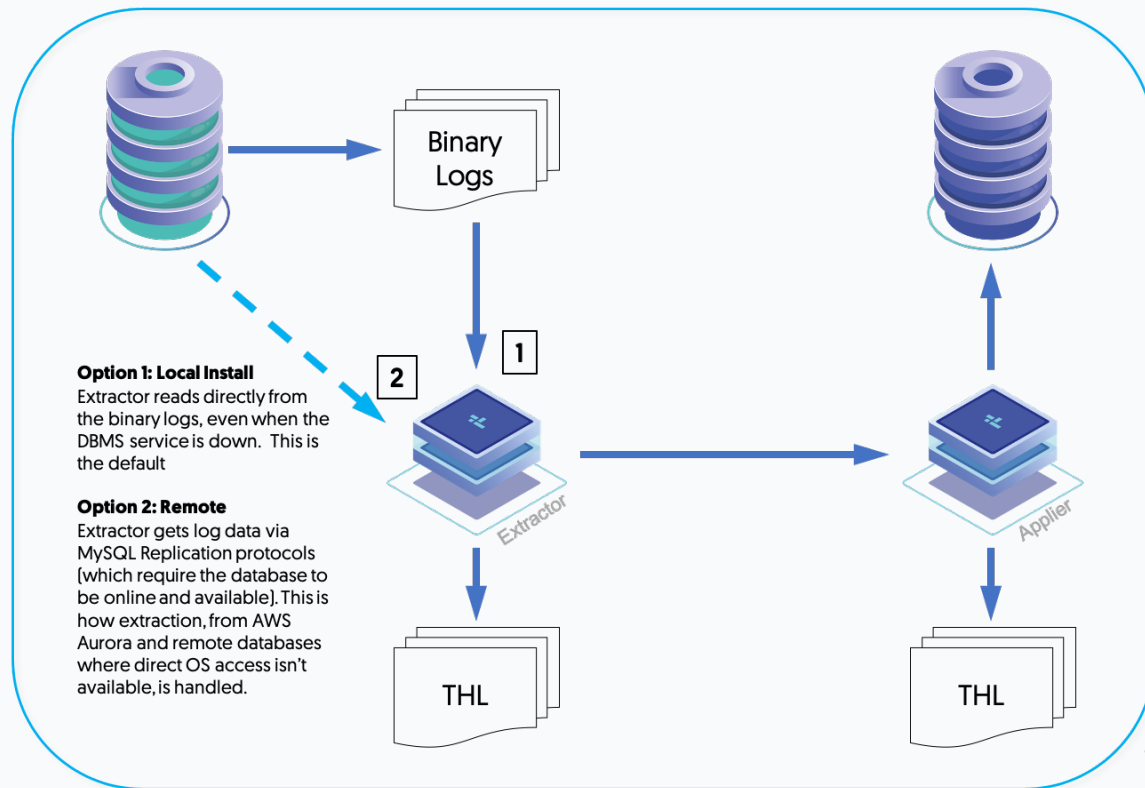 Binary
Logs
1
2
Option 1: Local Install
Extractor reads directly from
the binary logs, even when the
DBMS service is down.  This is
the default
Option 2: Remote
Extractor gets log data via
MySQL Replication protocols
(which require the database to
be online and available). This is
how extraction, from AWS
Aurora and remote databases
where direct OS access isn't
available, is handled.
Extractor
Applier
THL
THL